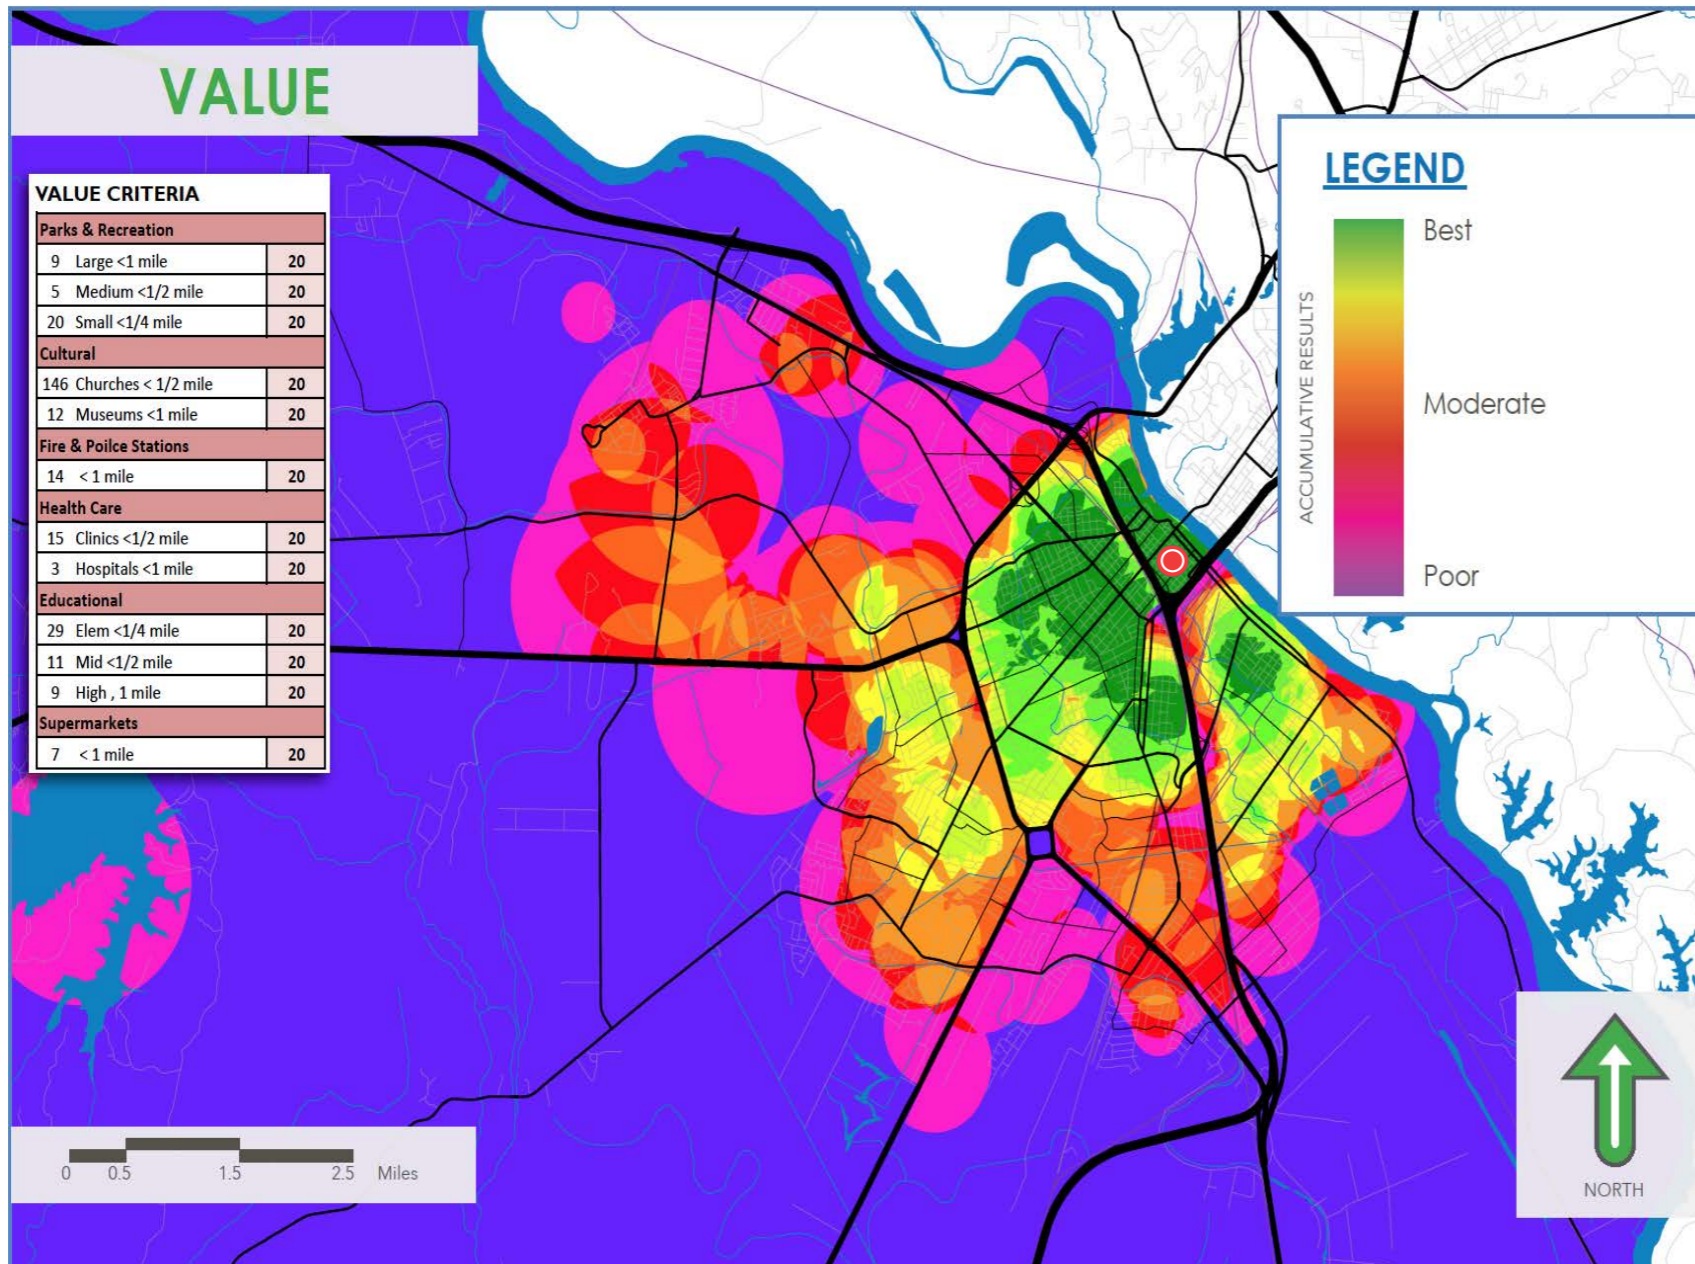 VALUE
VALUE CRITERIA
Parks & Recreation
9 Large <1 mile 20
5 Medium <1/2 mile 20
20 Small <1/4 mile 20
Cultural
146 Churches < 1/2 mile 20
12 Museums <1 mile 20
Fire & Poilce Stations
14 < 1 mile 20
Health Care
15 Clinics <1/2 mile 20
3 Hospitals <1 mile 20
Educational
29 Elem <1/4 mile 20
11 Mid <1/2 mile 20
9 High , 1 mile 20
Supermarkets
7 < 1 mile 20
LEGEND
Best
Moderate
Poor
ACCUMULATIVE RESULTS
0 0.5 1.5 2.5 Miles
NORTH